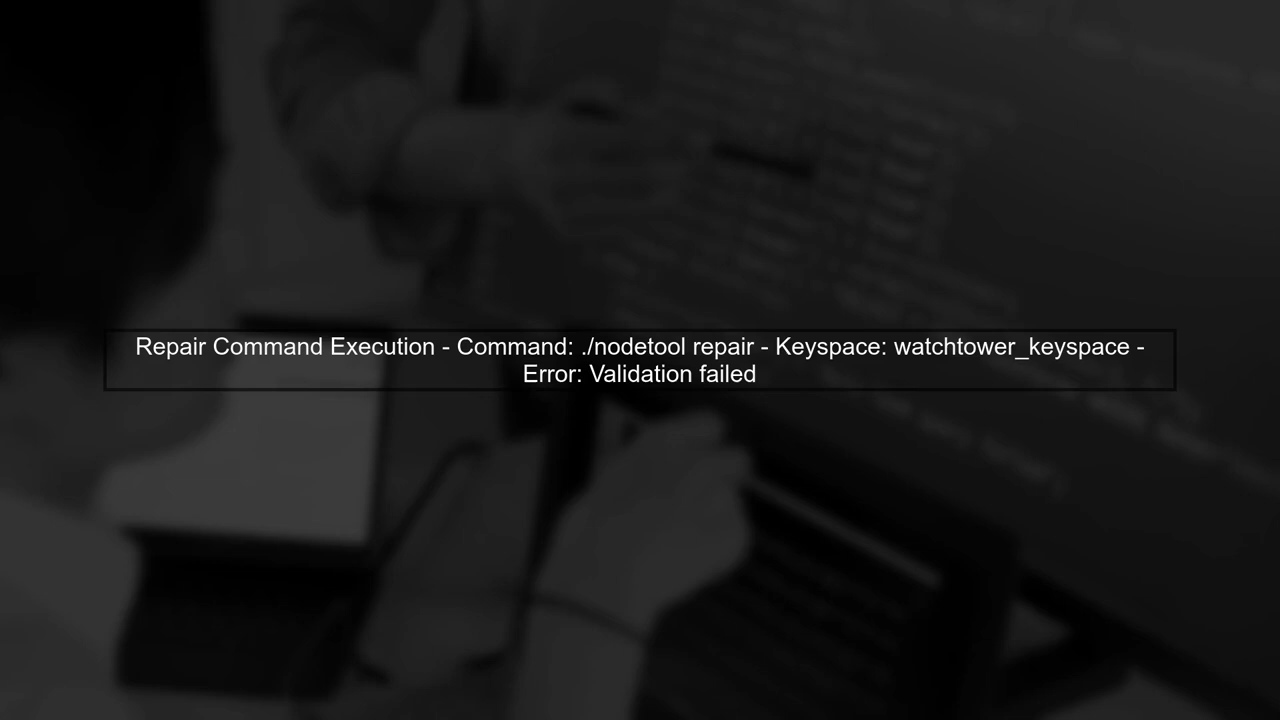 Repair Command Execution - Command: ./nodetool repair - Keyspace: watchtower_keyspace -
Error: Validation failed